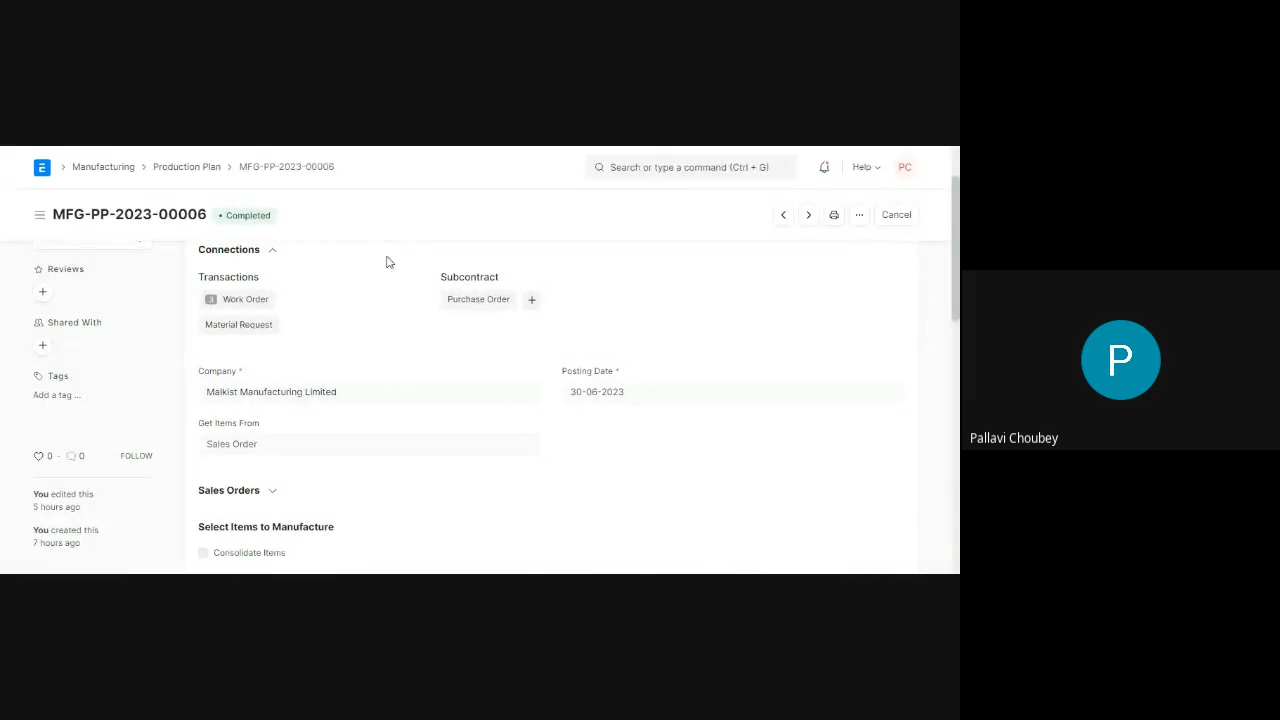 Manufacturing > Production Plan > MFG-PP-2023-00006
Search or type a command (Ctrl + G)
Help
PC
MFG-PP-2023-00006
• Completed
Cancel
Connections
Transactions
Subcontract
3 Work Order
Purchase Order +
Material Request
Reviews
+
Shared With
+
Tags
Add a tag ...
0 · 0 FOLLOW
You edited this
5 hours ago
You created this
7 hours ago
Company *
Malkist Manufacturing Limited
Posting Date *
30-06-2023
Get Items From
Sales Order
Sales Orders
Select Items to Manufacture
Consolidate Items
P
Pallavi Choubey